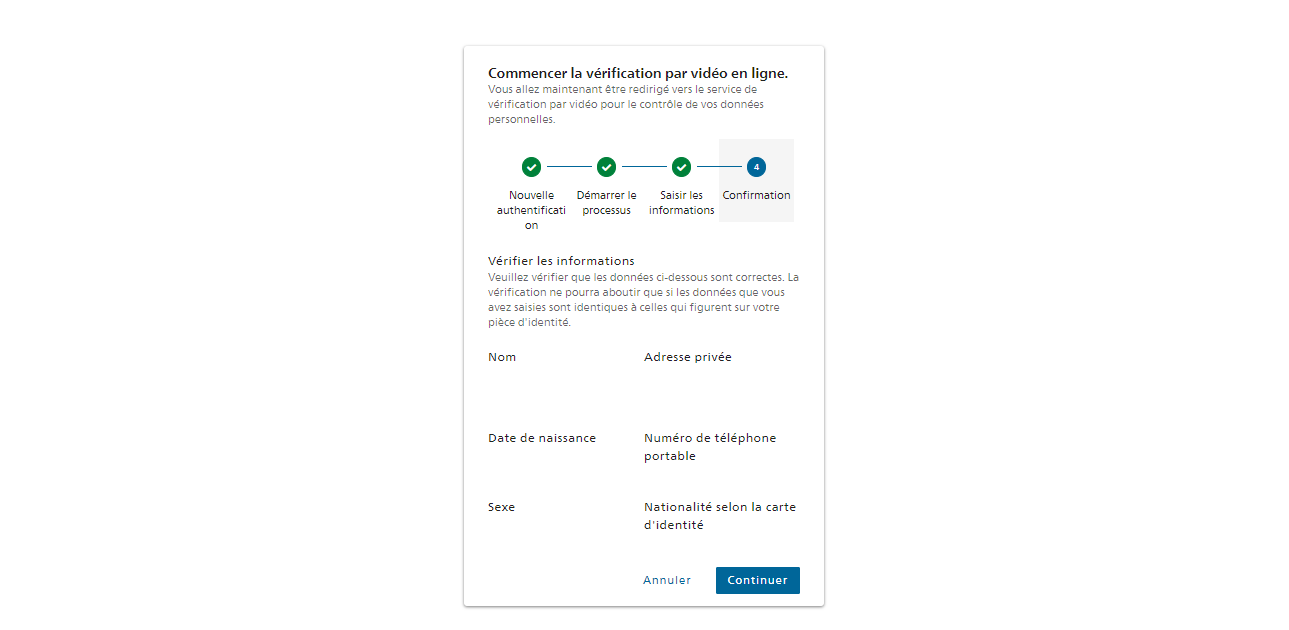 Commencer la vérification par vidéo en ligne.
Vous allez maintenant être redirigé vers le service de
vérification par vidéo pour le contrôle de vos données
personnelles.
4
Nouvelle
authentificati
on
Démarrer le
processus
Saisir les
informations
Confirmation
Vérifier les informations
Veuillez vérifier que les données ci-dessous sont correctes. La
vérification ne pourra aboutir que si les données que vous
avez saisies sont identiques à celles qui figurent sur votre
pièce d'identité.
Nom
Adresse privée
Date de naissance
Numéro de téléphone
portable
Sexe
Nationalité selon la carte
d'identité
Annuler
Continuer